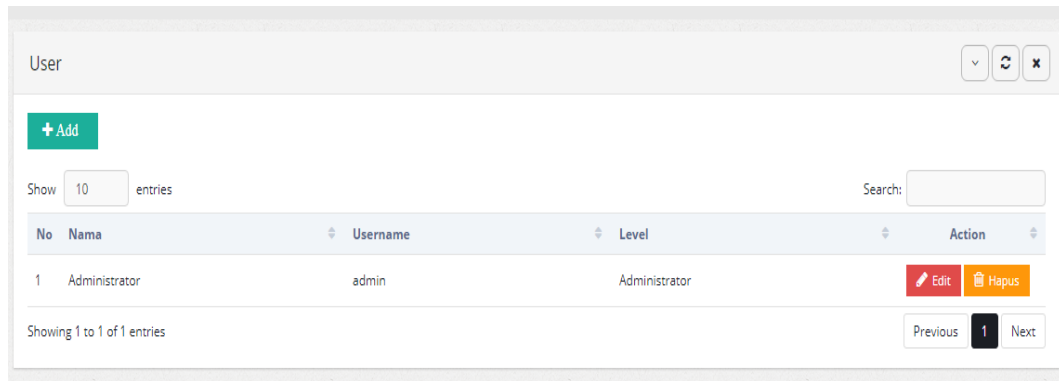 User
Add
Show 10 entries Search:
No Nama Username Level Action
1 Administrator admin Administrator Edit Hapus
Showing 1 to 1 of 1 entries Previous 1 Next